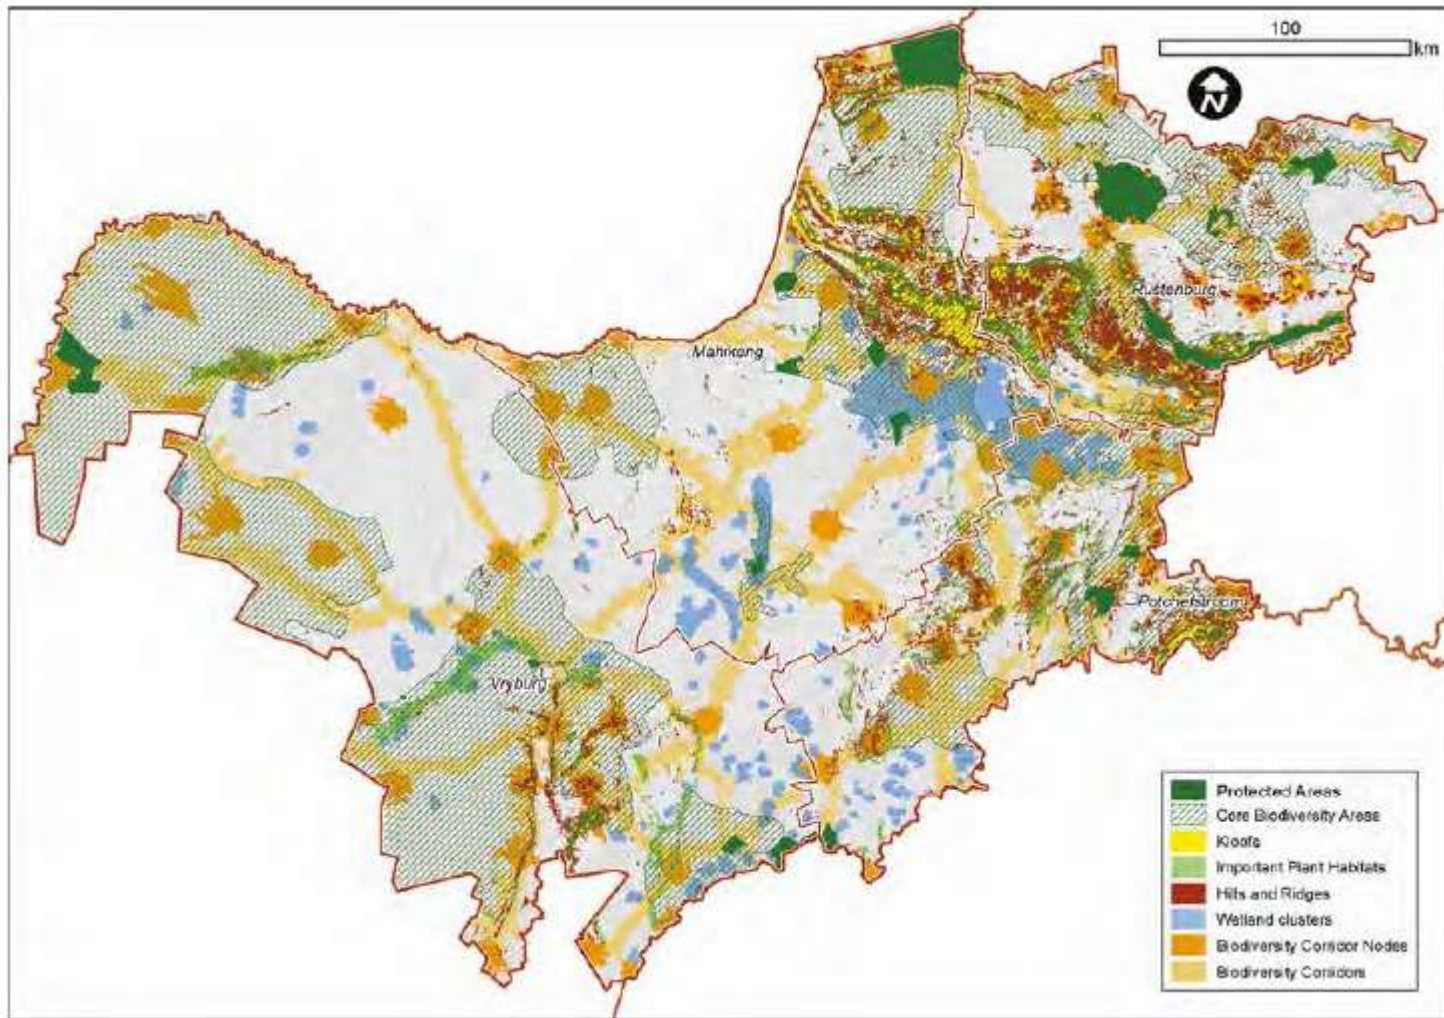 100
km
N
Rustenburg
Mahikeng
Potchefstroom
Vryburg
Protected Areas
Core Biodiversity Areas
Kloofs
Important Plant Habitats
Hills and Ridges
Wetland clusters
Biodiversity Corridor Nodes
Biodiversity Corridors